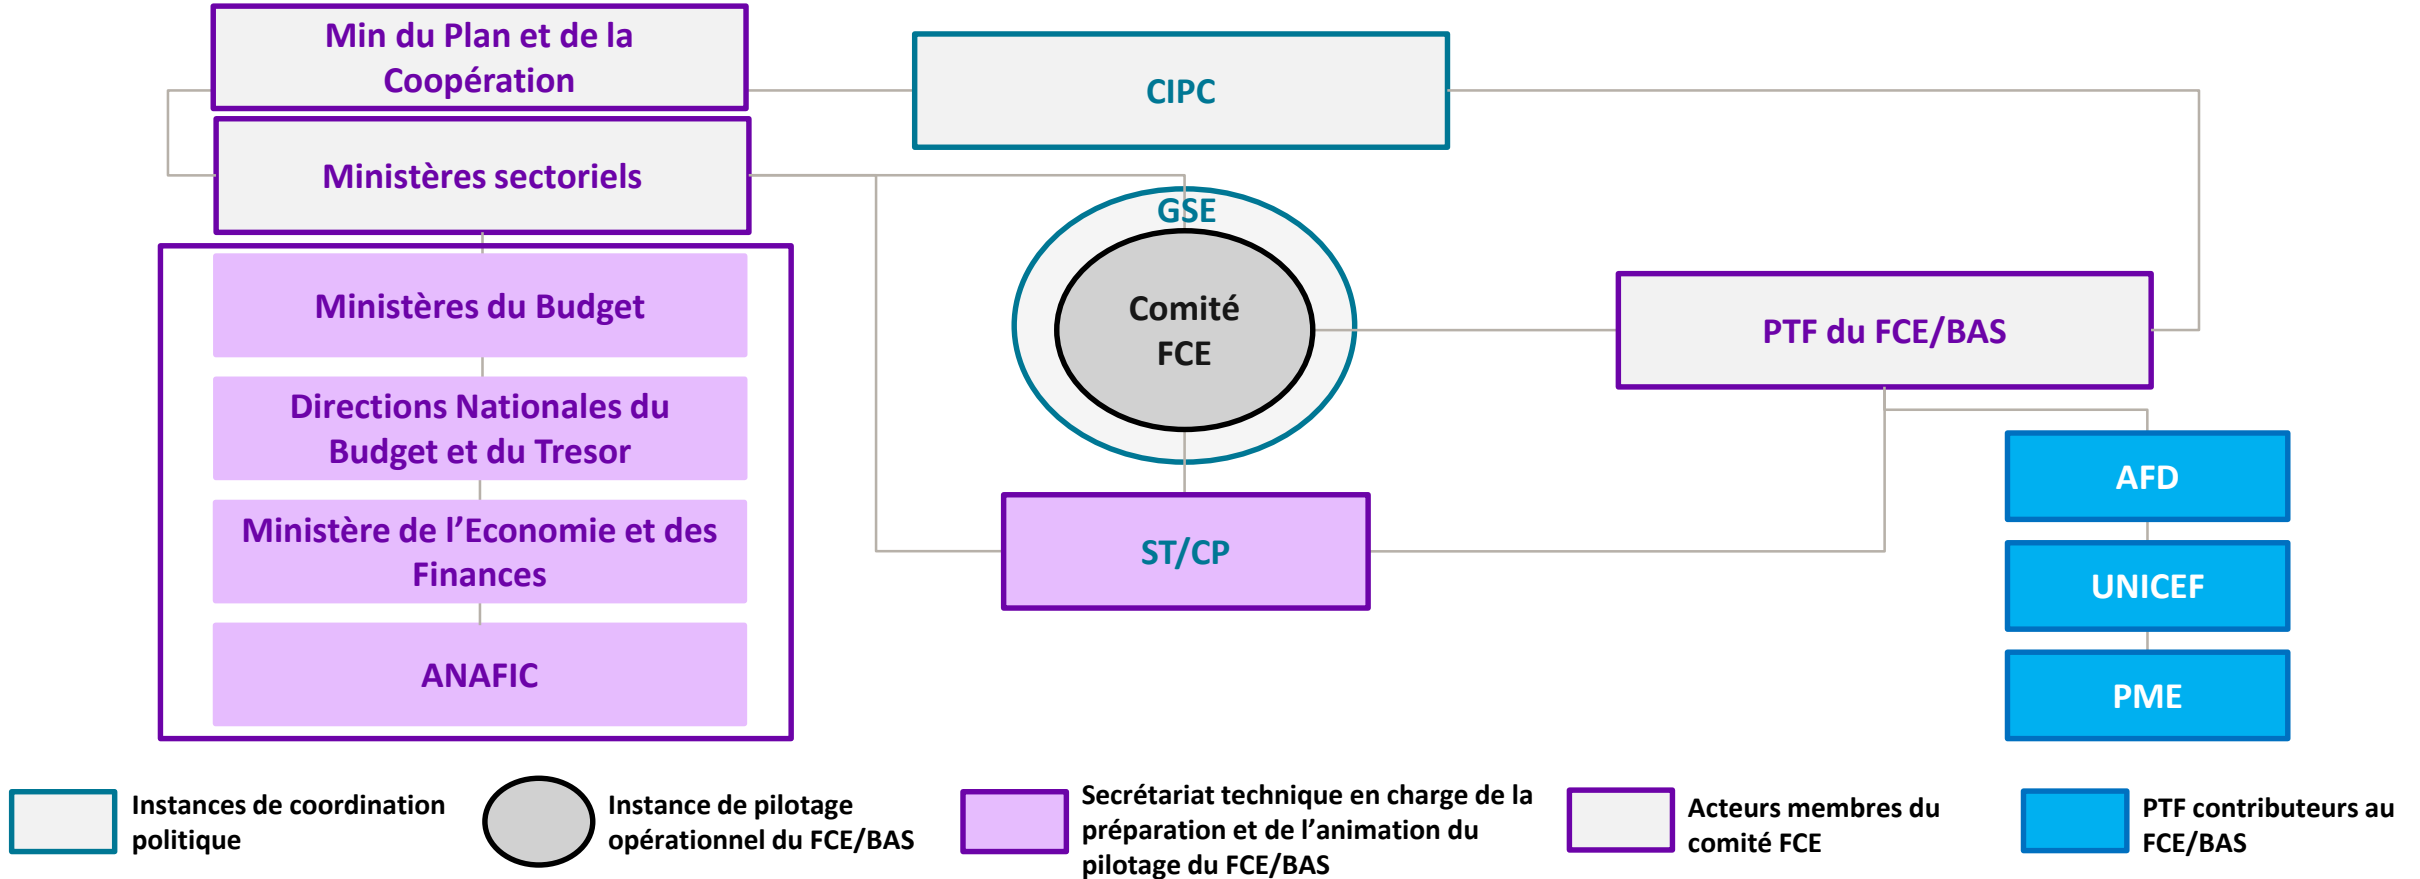 Min du Plan et de la
Coopération
CIPC
Ministères sectoriels
GSE
Comité
FCE
Ministères du Budget
PTF du FCE/BAS
Directions Nationales du
Budget et du Tresor
AFD
Ministère de l'Economie et des
Finances
ST/CP
UNICEF
ANAFIC
PME
Instances de coordination
politique
Instance de pilotage
opérationnel du FCE/BAS
Secrétariat technique en charge de la
préparation et de l'animation du
pilotage du FCE/BAS
Acteurs membres du
comité FCE
PTF contributeurs au
FCE/BAS